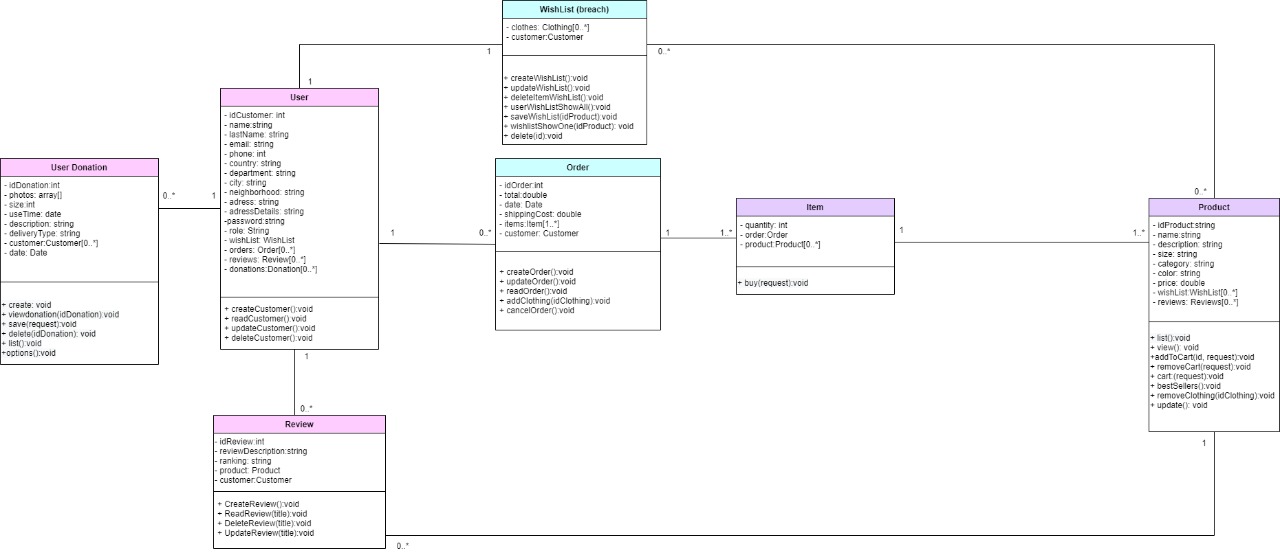 WishList (breach)
- clothes: Clothing[0..*]
- customer:Customer
+ createWishList():void
+ updateWishList():void
+ deleteItemWishList():void
+ userWishListShowAll():void
+ saveWishList(idProduct):void
+ wishlistShowOne(idProduct): void
+ delete(id):void
1
0..*
1
User
- idCustomer: int
- name:string
- lastName: string
- email: string
- phone: int
- country: string
- department: string
- city: string
- neighborhood: string
- adress: string
- adressDetails: string
-password:string
- role: String
- wishList: WishList
- orders: Order[0..*]
- reviews: Review[0..*]
- donations:Donation[0..*]
+ createCustomer():void
+ readCustomer():void
+ updateCustomer():void
+ deleteCustomer():void
User Donation
- idDonation:int
- photos: array[]
- size:int
- useTime: date
- description: string
- deliveryType: string
- customer:Customer[0..*]
- date: Date
+ create: void
+ viewdonation(idDonation):void
+ save(request):void
+ delete(idDonation): void
+ list():void
+options():void
0..*
1
Order
- idOrder:int
- total:double
- date: Date
- shippingCost: double
- items:Item[1..*]
- customer: Customer
+ createOrder():void
+ updateOrder():void
+ readOrder():void
+ addClothing(idClothing):void
+ cancelOrder():void
1
0..*
1
1..*
Item
- quantity: int
- order:Order
- product:Product[0..*]
+ buy(request):void
1
1..*
0..*
Product
- idProduct:string
- name:string
- description: string
- size: string
- category: string
- color: string
- price: double
- wishList:WishList[0..*]
- reviews: Reviews[0..*]
+ list():void
+ view(): void
+addToCart(id, request):void
+ removeCart(request):void
+ cart:(request):void
+ bestSellers():void
+ removeClothing(idClothing):void
+ update(): void
1
1
0..*
Review
- idReview:int
- reviewDescription:string
- ranking: string
- product: Product
- customer:Customer
+ CreateReview():void
+ ReadReview(title):void
+ DeleteReview(title):void
+ UpdateReview(title):void
0..*